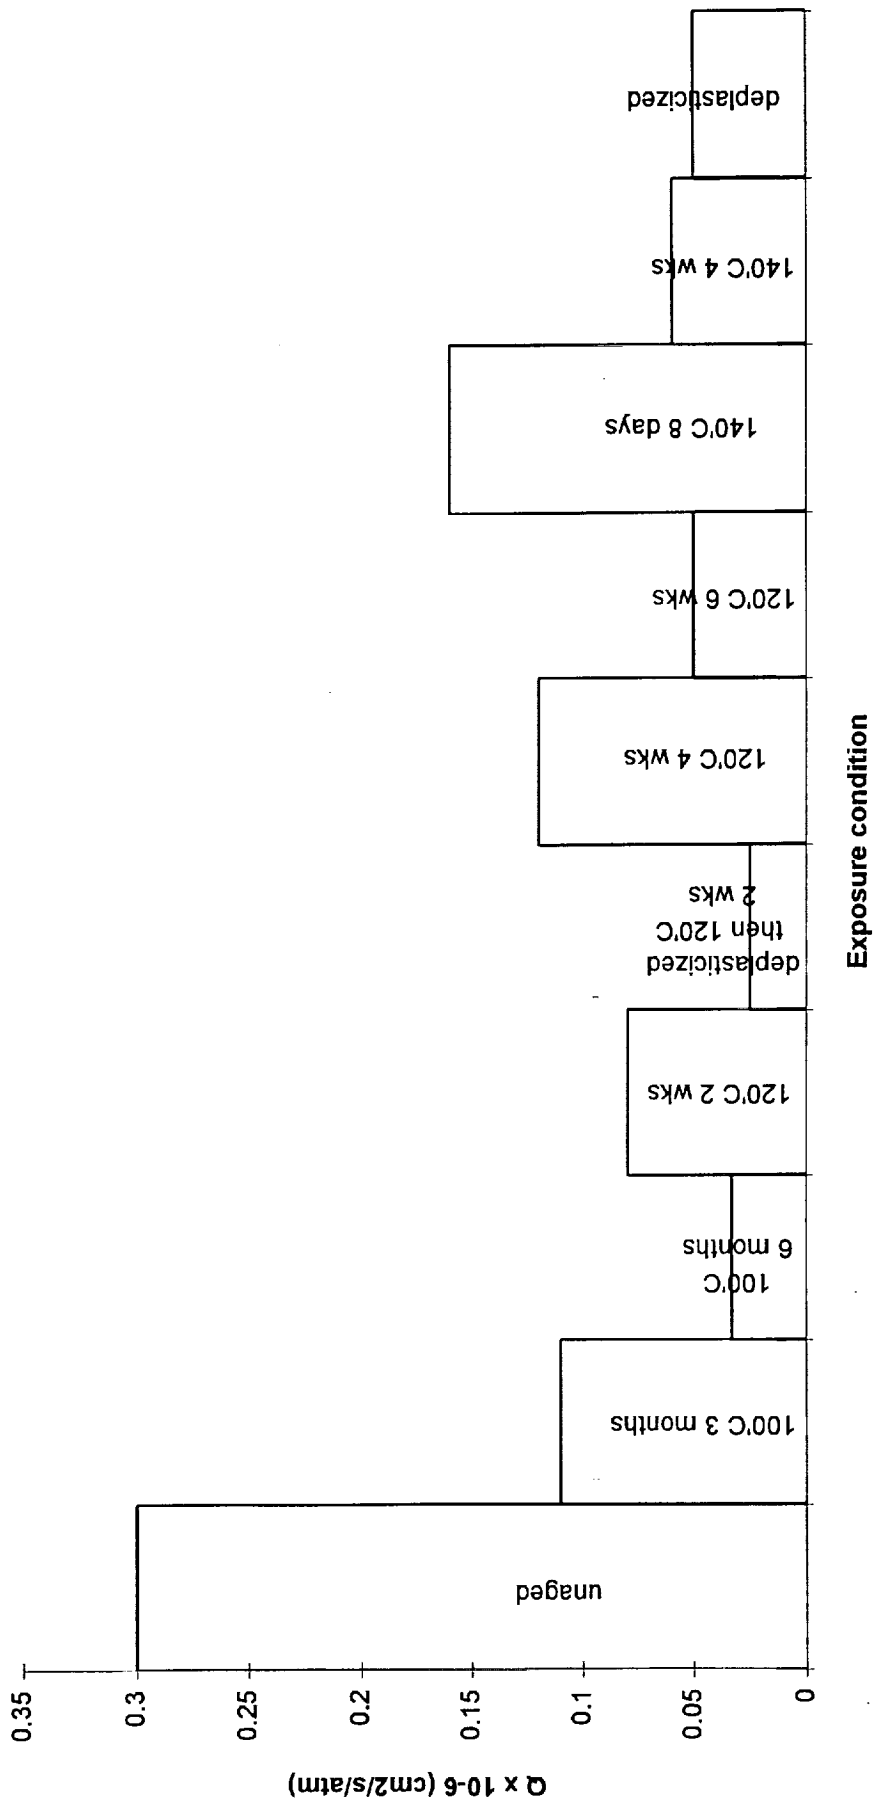 Q x 10-6 (cm2/s/atm)
0.35
0.3
0.25
0.2
0.15
0.1
0.05
0
unaged
100'C 3 months
100'C
6 months
120'C 2 wks
deplasticized
then 120'C
2 wks
120'C 4 wks
120'C 6 wks
140'C 8 days
140'C 4 wks
deplasticized
Exposure condition